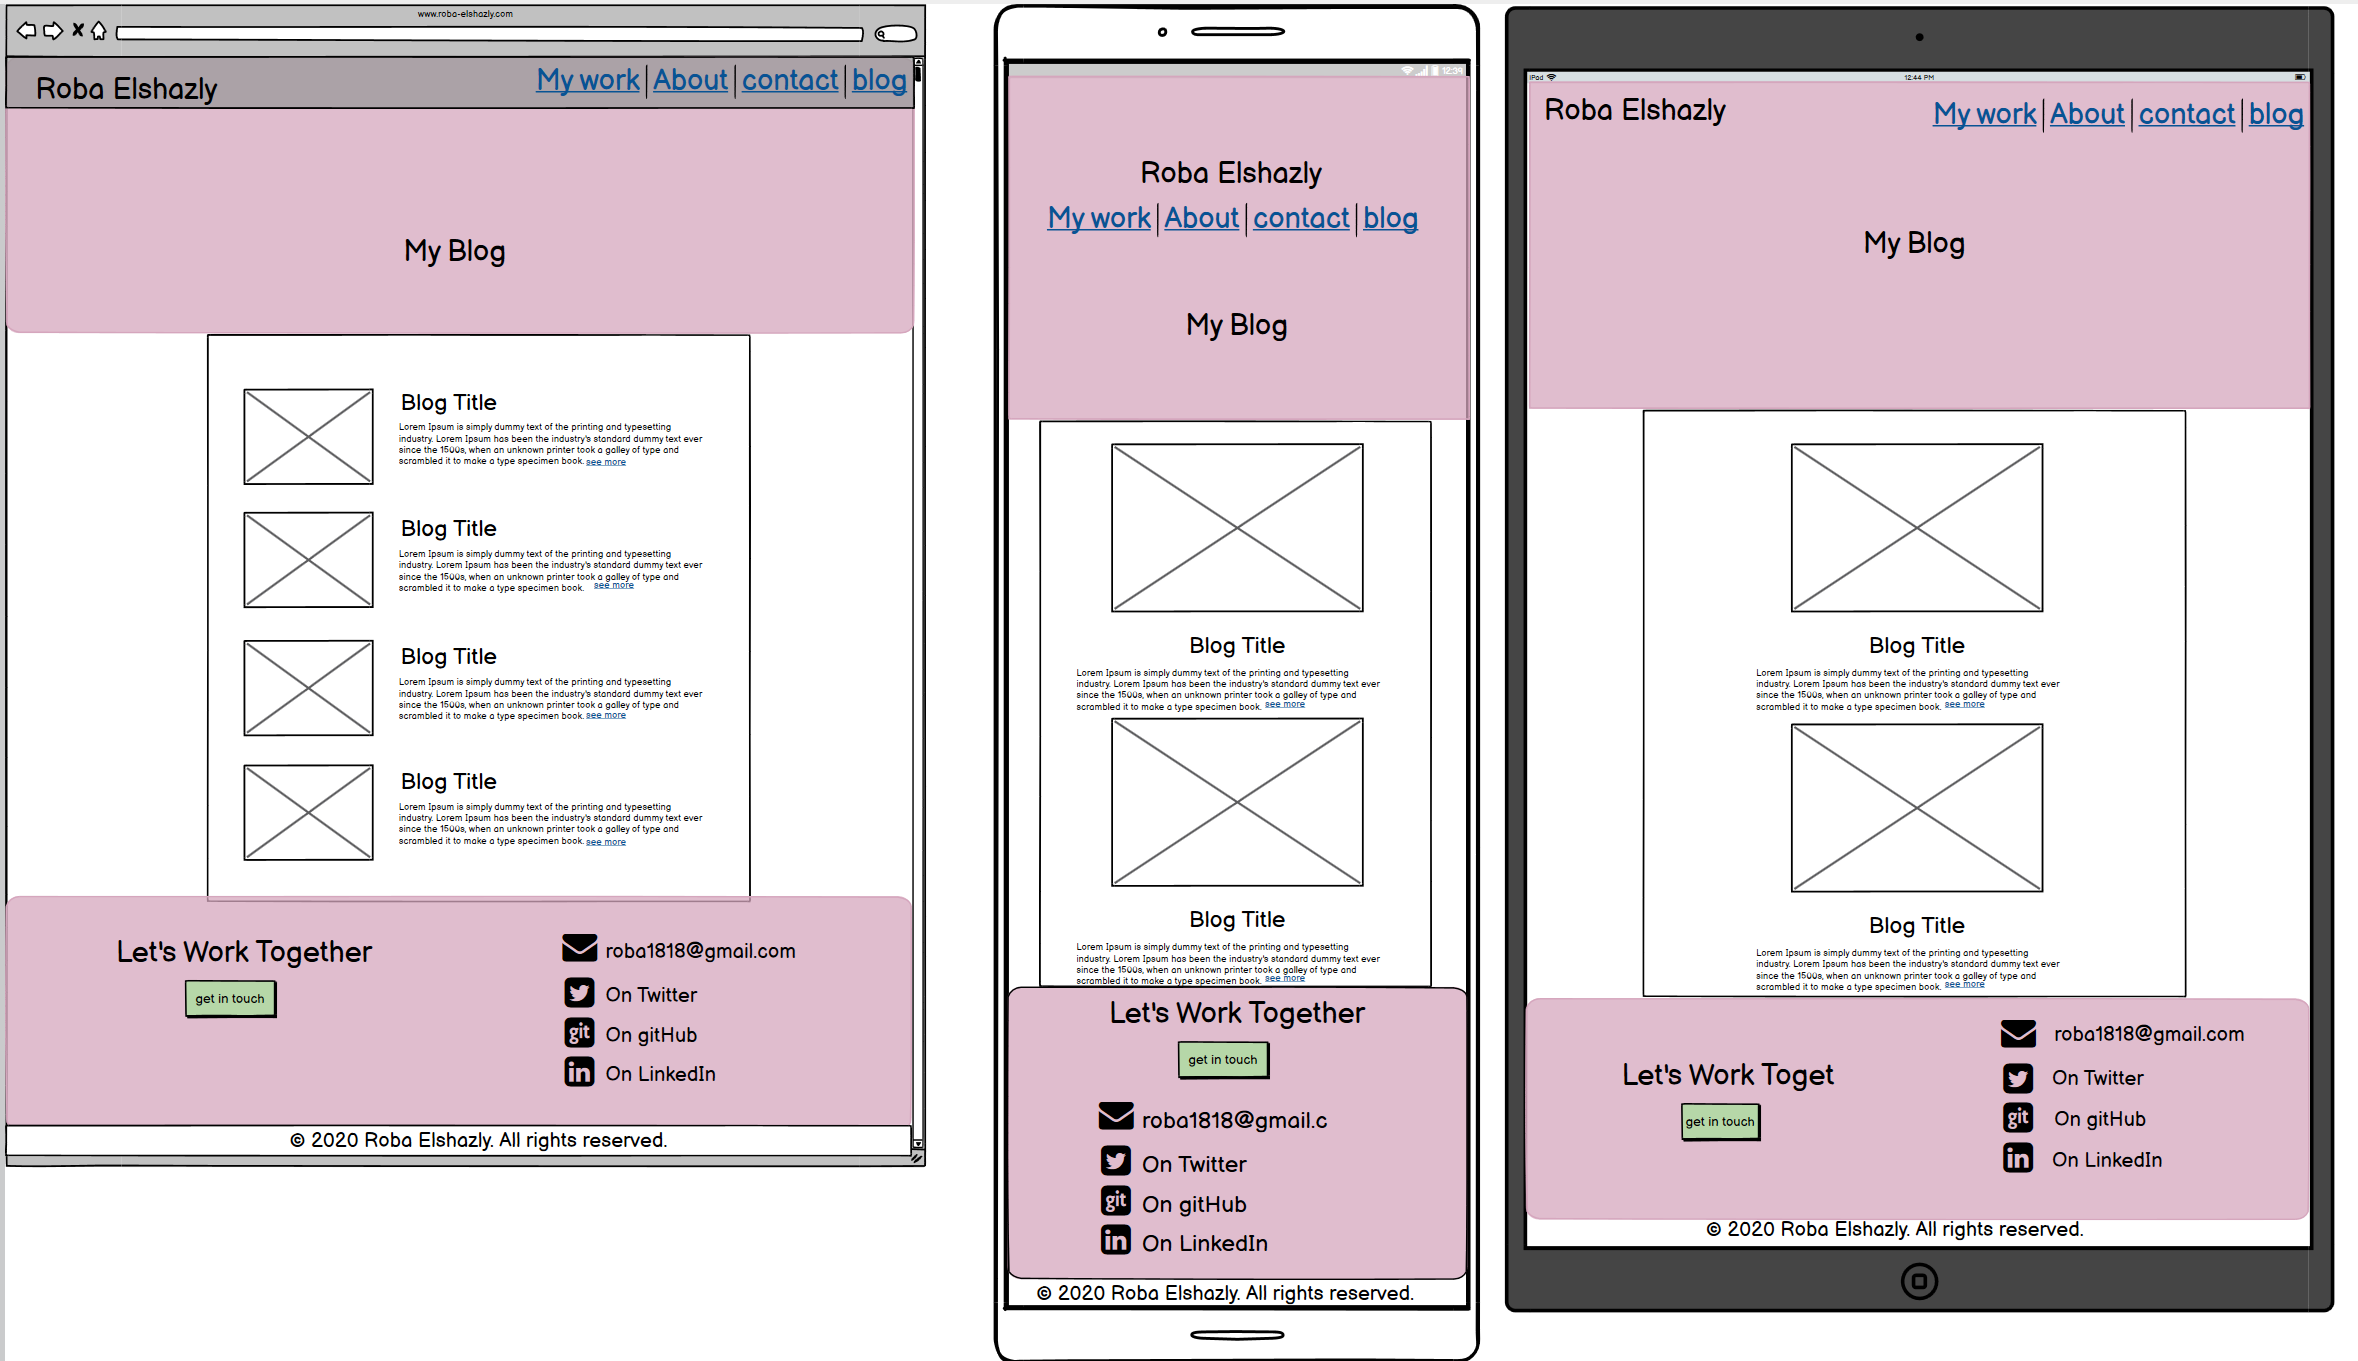 www.roba-elshazly.com
Roba Elshazly
My work About contact blog
My Blog
Blog Title
Lorem Ipsum is simply dummy text of the printing and typesetting
industry. Lorem Ipsum has been the industry's standard dummy text ever
since the 1500s, when an unknown printer took a galley of type and
scrambled it to make a type specimen book. see more
Blog Title
Lorem Ipsum is simply dummy text of the printing and typesetting
industry. Lorem Ipsum has been the industry's standard dummy text ever
since the 1500s, when an unknown printer took a galley of type and
scrambled it to make a type specimen book. see more
Blog Title
Lorem Ipsum is simply dummy text of the printing and typesetting
industry. Lorem Ipsum has been the industry's standard dummy text ever
since the 1500s, when an unknown printer took a galley of type and
scrambled it to make a type specimen book. see more
Blog Title
Lorem Ipsum is simply dummy text of the printing and typesetting
industry. Lorem Ipsum has been the industry's standard dummy text ever
since the 1500s, when an unknown printer took a galley of type and
scrambled it to make a type specimen book. see more
Let's Work Together
get in touch
roba1818@gmail.com
On Twitter
git On gitHub
in On LinkedIn
© 2020 Roba Elshazly. All rights reserved.
12:39
Roba Elshazly
My work About contact blog
My Blog
Blog Title
Lorem Ipsum is simply dummy text of the printing and typesetting
industry. Lorem Ipsum has been the industry's standard dummy text ever
since the 1500s, when an unknown printer took a galley of type and
scrambled it to make a type specimen book. see more
Blog Title
Lorem Ipsum is simply dummy text of the printing and typesetting
industry. Lorem Ipsum has been the industry's standard dummy text ever
since the 1500s, when an unknown printer took a galley of type and
scrambled it to make a type specimen book. see more
Let's Work Together
get in touch
roba1818@gmail.c
On Twitter
git On gitHub
in On LinkedIn
© 2020 Roba Elshazly. All rights reserved.
iPad 12:44 PM
Roba Elshazly
My work About contact blog
My Blog
Blog Title
Lorem Ipsum is simply dummy text of the printing and typesetting
industry. Lorem Ipsum has been the industry's standard dummy text ever
since the 1500s, when an unknown printer took a galley of type and
scrambled it to make a type specimen book. see more
Blog Title
Lorem Ipsum is simply dummy text of the printing and typesetting
industry. Lorem Ipsum has been the industry's standard dummy text ever
since the 1500s, when an unknown printer took a galley of type and
scrambled it to make a type specimen book. see more
Let's Work Toget
get in touch
roba1818@gmail.com
On Twitter
git On gitHub
in On LinkedIn
© 2020 Roba Elshazly. All rights reserved.